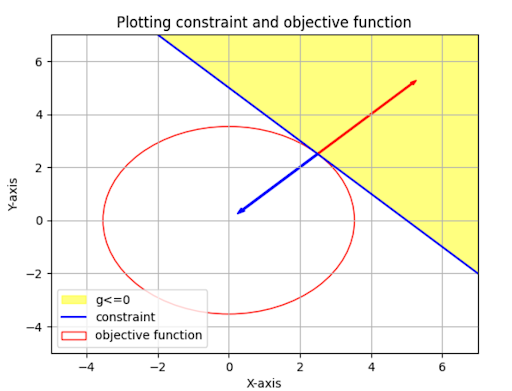 Plotting constraint and objective function
6
4
2
0
−2
−4
Y-axis
g<=0
constraint
objective function
−4
−2
0
2
4
6
X-axis